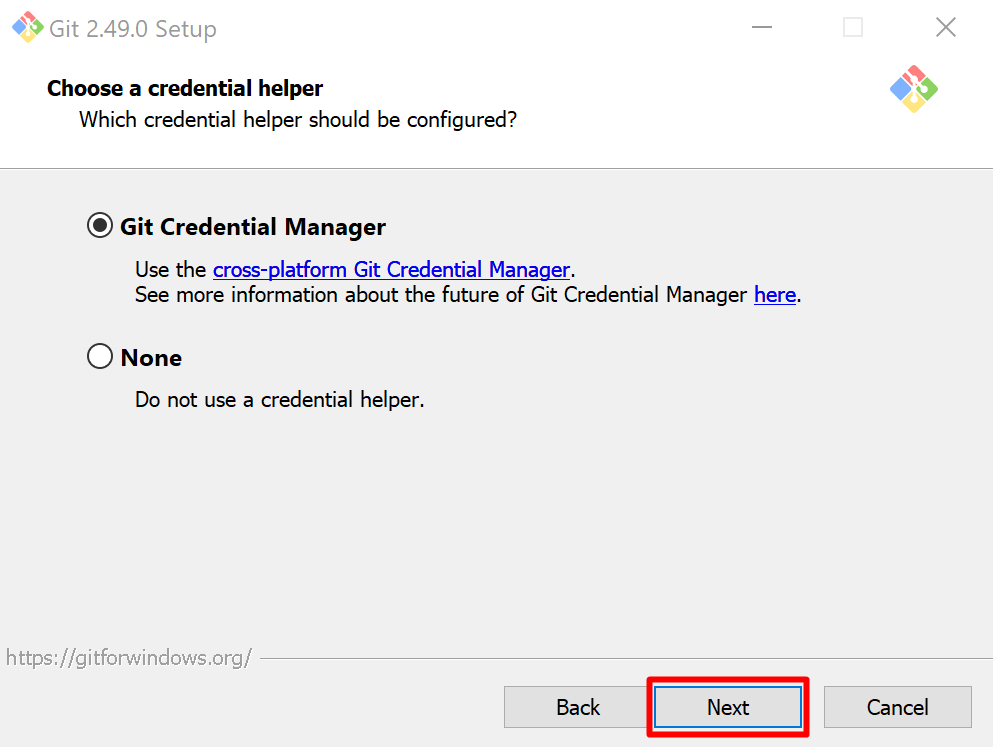 Git 2.49.0 Setup
Choose a credential helper
Which credential helper should be configured?
Git Credential Manager
Use the cross-platform Git Credential Manager.
See more information about the future of Git Credential Manager here.
None
Do not use a credential helper.
https://gitforwindows.org/
Back Next Cancel